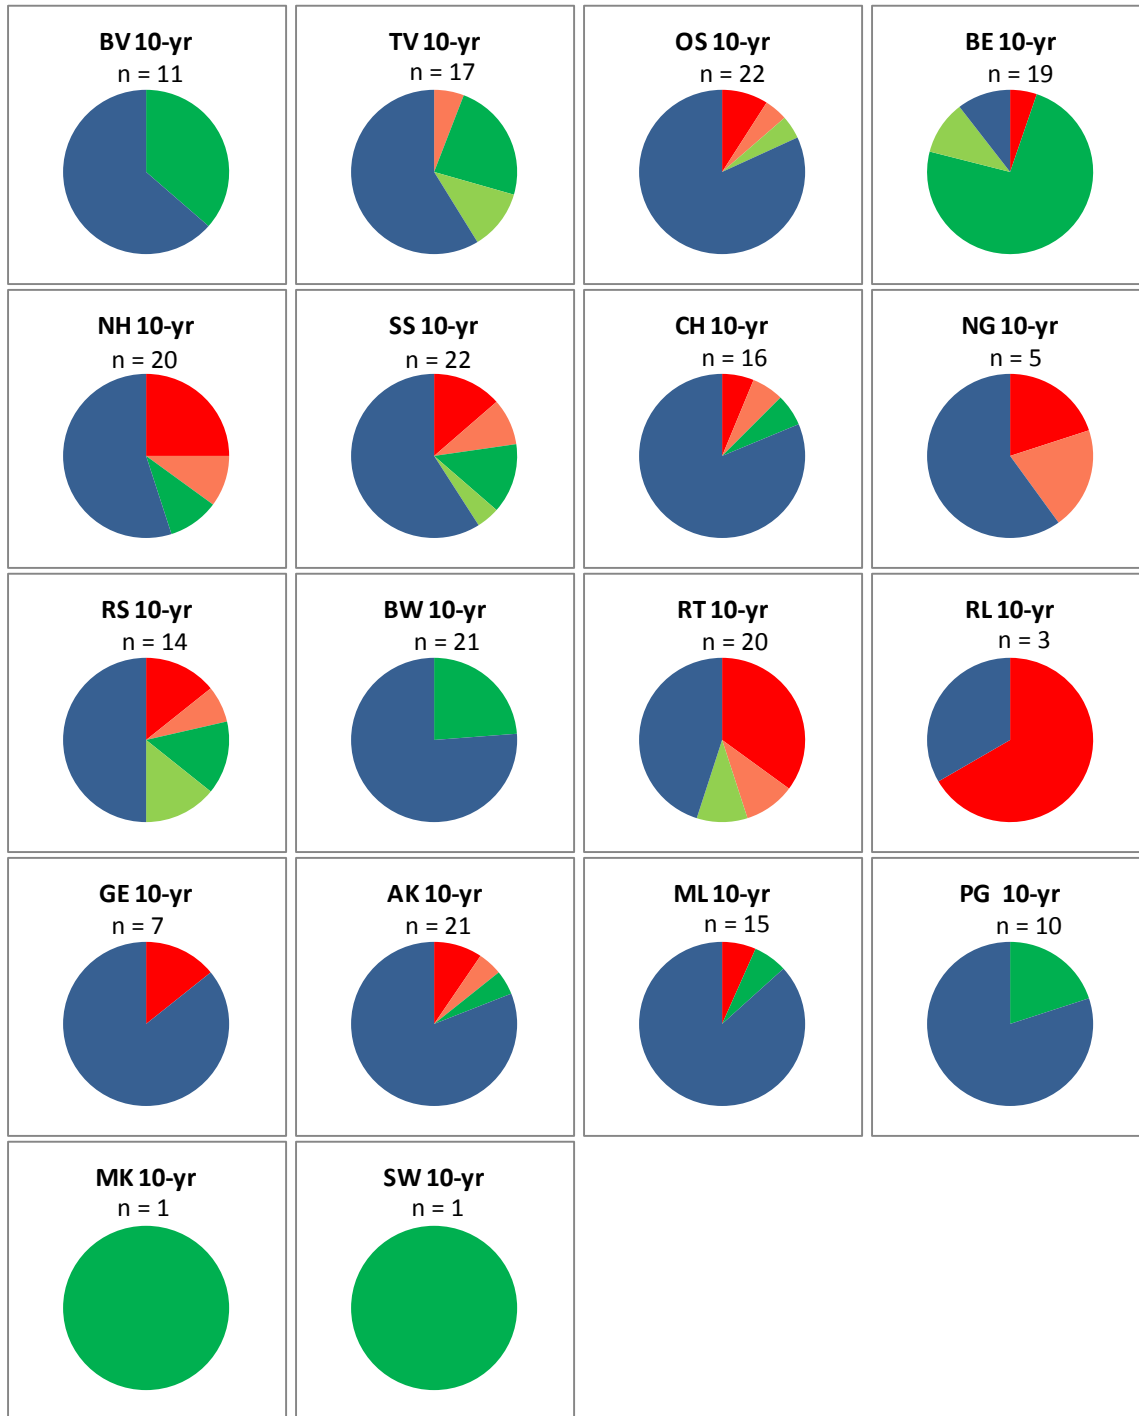 BV 10-yr
n = 11
TV 10-yr
n = 17
OS 10-yr
n = 22
BE 10-yr
n = 19
NH 10-yr
n = 20
SS 10-yr
n = 22
CH 10-yr
n = 16
NG 10-yr
n = 5
RS 10-yr
n = 14
BW 10-yr
n = 21
RT 10-yr
n = 20
RL 10-yr
n = 3
GE 10-yr
n = 7
AK 10-yr
n = 21
ML 10-yr
n = 15
PG 10-yr
n = 10
MK 10-yr
n = 1
SW 10-yr
n = 1